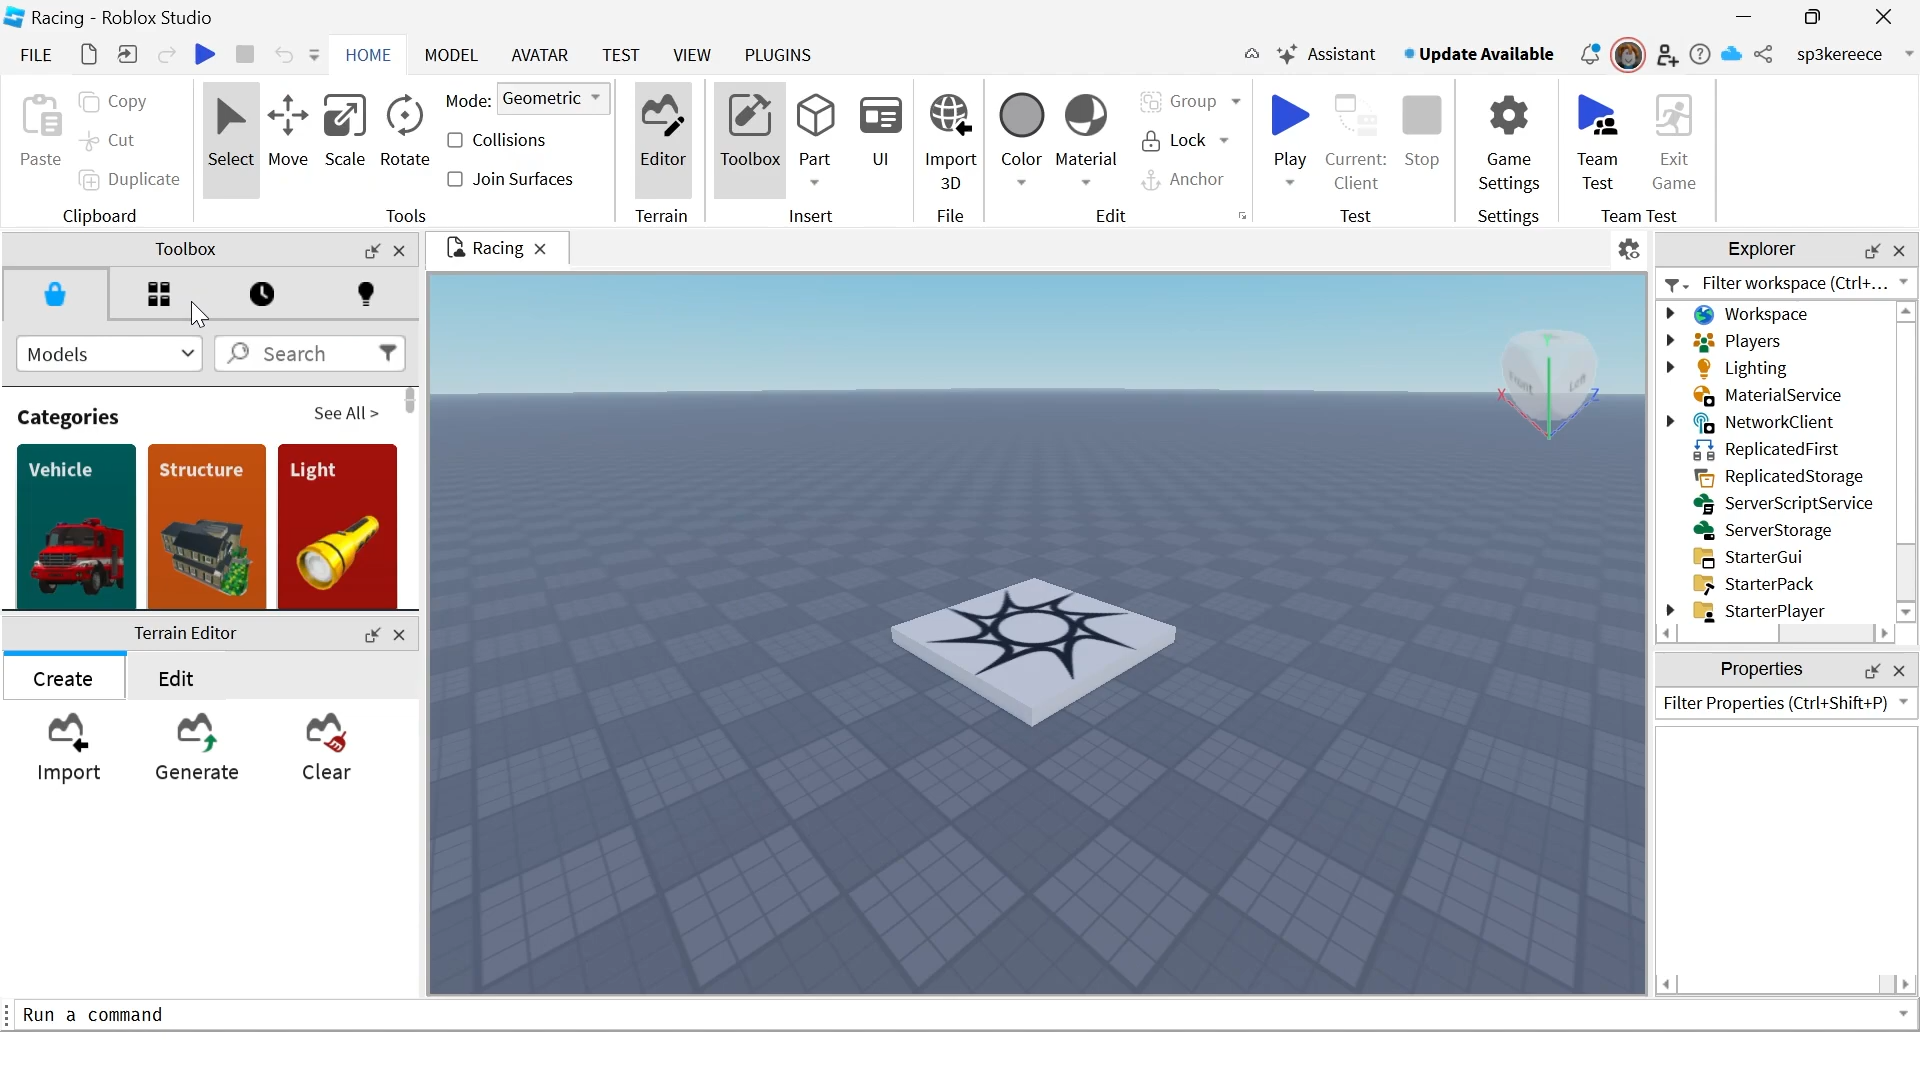 Racing - Roblox Studio
FILE HOME MODEL AVATAR TEST VIEW PLUGINS Assistant Update Available sp3kereece
Paste Copy Cut Duplicate
Clipboard
Select Move Scale Rotate
Mode: Geometric
Collisions
Join Surfaces
Tools
Editor
Terrain
Toolbox Part UI
Insert
Import 3D
File
Color Material
Group
Lock
Anchor
Edit
Play Current: Client Stop
Test
Game Settings
Settings
Team Test Exit Game
Team Test
Toolbox
Models Search
Categories See All >
Vehicle Structure Light
Terrain Editor
Create Edit
Import Generate Clear
Racing
Front Left
X Z
Explorer
Filter workspace (Ctrl+...
Workspace
Players
Lighting
MaterialService
NetworkClient
ReplicatedFirst
ReplicatedStorage
ServerScriptService
ServerStorage
StarterGui
StarterPack
StarterPlayer
Properties
Filter Properties (Ctrl+Shift+P)
Run a command